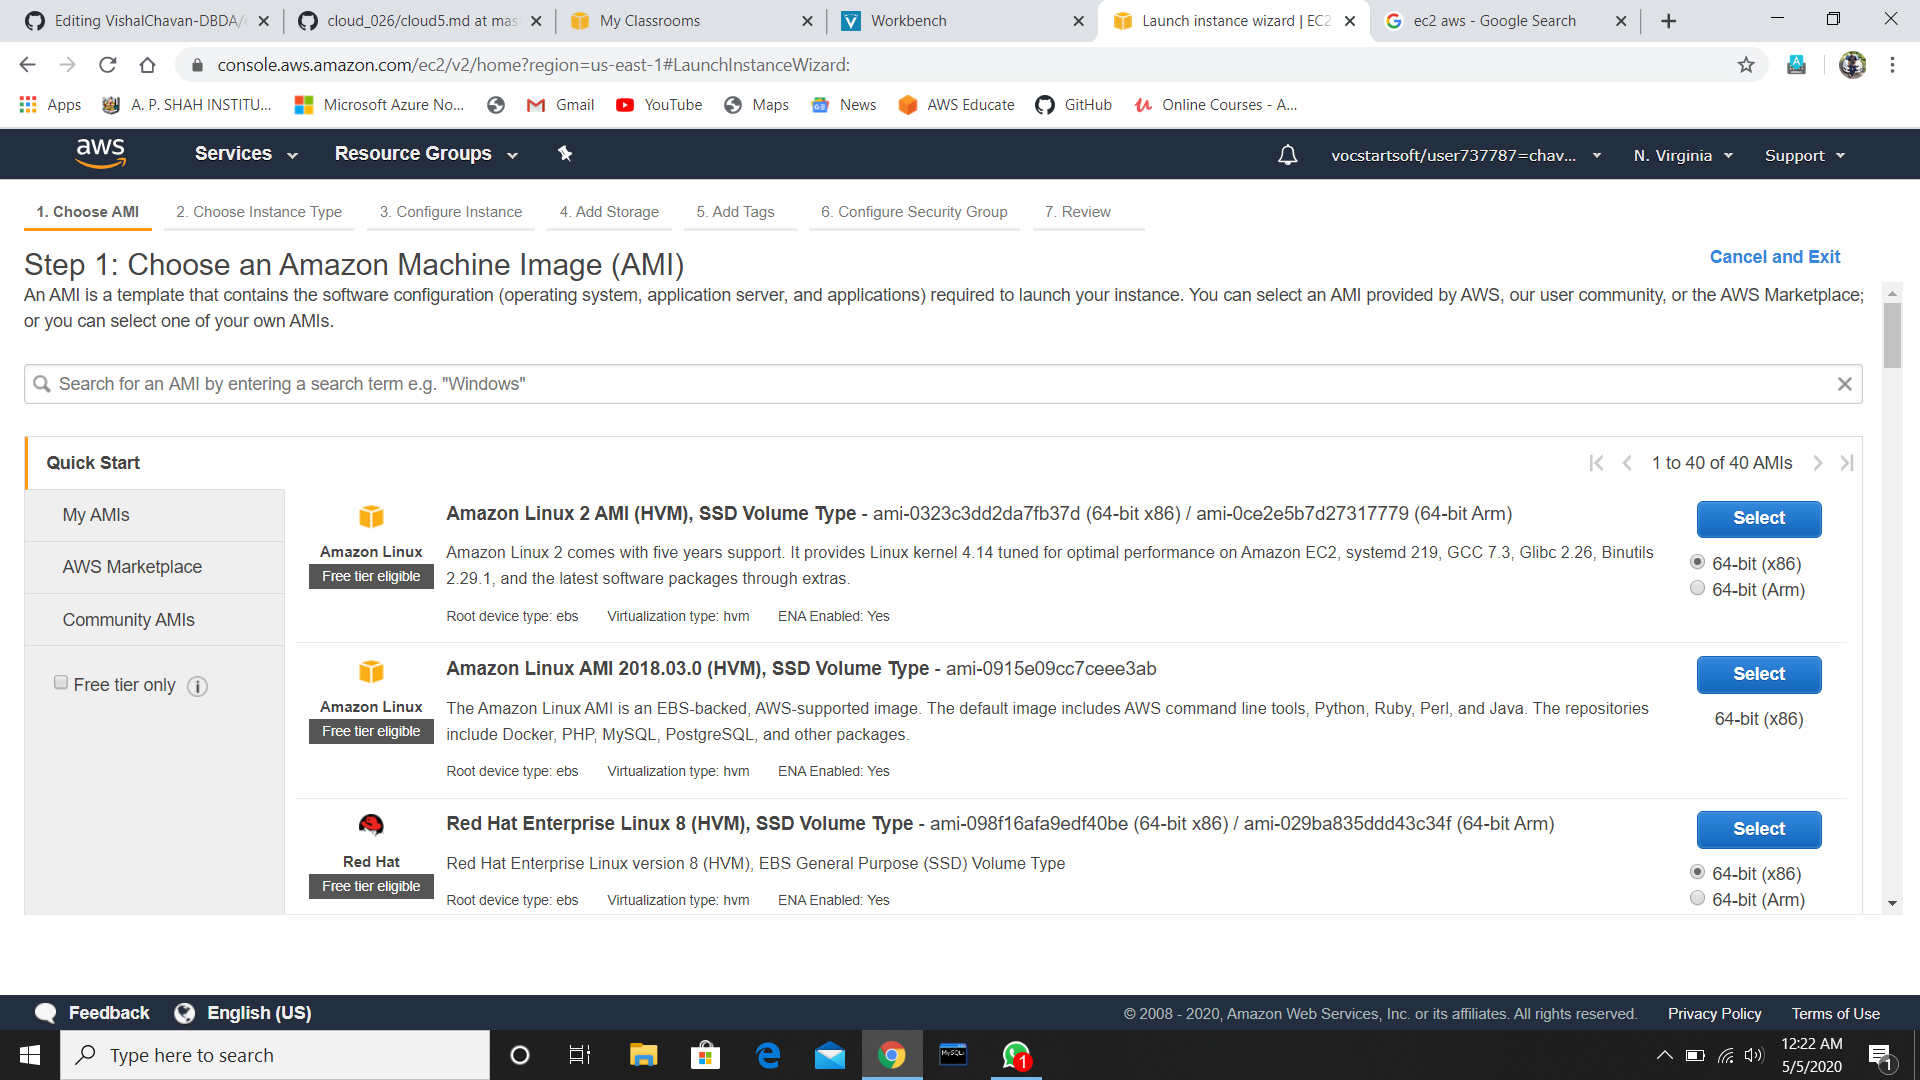 Editing VishalChavan-DBDA/
cloud_026/cloud5.md at mas
My Classrooms
Workbench
Launch instance wizard | EC2
ec2 aws - Google Search
console.aws.amazon.com/ec2/v2/home?region=us-east-1#LaunchInstanceWizard:
Apps
A. P. SHAH INSTITU...
Microsoft Azure No...
Gmail
YouTube
Maps
News
AWS Educate
GitHub
Online Courses - A...
aws
Services
Resource Groups
vocstartsoft/user737787=chav...
N. Virginia
Support
1. Choose AMI
2. Choose Instance Type
3. Configure Instance
4. Add Storage
5. Add Tags
6. Configure Security Group
7. Review
Step 1: Choose an Amazon Machine Image (AMI)
Cancel and Exit
An AMI is a template that contains the software configuration (operating system, application server, and applications) required to launch your instance. You can select an AMI provided by AWS, our user community, or the AWS Marketplace;
or you can select one of your own AMIs.
Search for an AMI by entering a search term e.g. "Windows"
Quick Start
1 to 40 of 40 AMIs
My AMIs
AWS Marketplace
Community AMIs
Free tier only
Amazon Linux
Free tier eligible
Amazon Linux 2 AMI (HVM), SSD Volume Type - ami-0323c3dd2da7fb37d (64-bit x86) / ami-0ce2e5b7d27317779 (64-bit Arm)
Amazon Linux 2 comes with five years support. It provides Linux kernel 4.14 tuned for optimal performance on Amazon EC2, systemd 219, GCC 7.3, Glibc 2.26, Binutils
2.29.1, and the latest software packages through extras.
Root device type: ebs Virtualization type: hvm ENA Enabled: Yes
Select
64-bit (x86)
64-bit (Arm)
Amazon Linux
Free tier eligible
Amazon Linux AMI 2018.03.0 (HVM), SSD Volume Type - ami-0915e09cc7ceee3ab
The Amazon Linux AMI is an EBS-backed, AWS-supported image. The default image includes AWS command line tools, Python, Ruby, Perl, and Java. The repositories
include Docker, PHP, MySQL, PostgreSQL, and other packages.
Root device type: ebs Virtualization type: hvm ENA Enabled: Yes
Select
64-bit (x86)
Red Hat
Free tier eligible
Red Hat Enterprise Linux 8 (HVM), SSD Volume Type - ami-098f16afa9edf40be (64-bit x86) / ami-029ba835ddd43c34f (64-bit Arm)
Red Hat Enterprise Linux version 8 (HVM), EBS General Purpose (SSD) Volume Type
Root device type: ebs Virtualization type: hvm ENA Enabled: Yes
Select
64-bit (x86)
64-bit (Arm)
Feedback
English (US)
© 2008 - 2020, Amazon Web Services, Inc. or its affiliates. All rights reserved.
Privacy Policy
Terms of Use
Type here to search
1
12:22 AM
5/5/2020
1